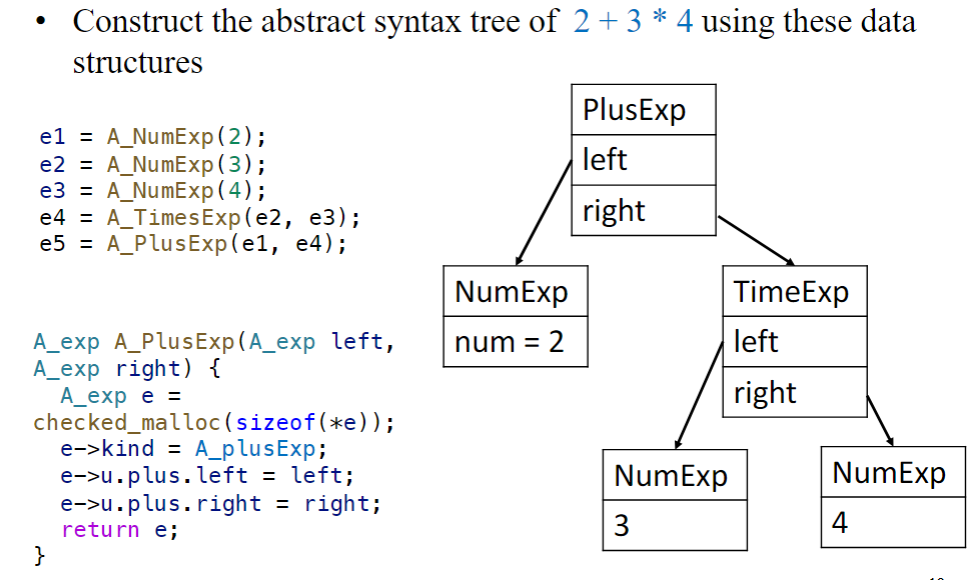 • Construct the abstract syntax tree of 2 + 3 * 4 using these data
structures
e1 = A_NumExp(2);
e2 = A_NumExp(3);
e3 = A_NumExp(4);
e4 = A_TimesExp(e2, e3);
e5 = A_PlusExp(e1, e4);
A_exp A_PlusExp(A_exp left,
A_exp right) {
A_exp e =
checked_malloc(sizeof(*e));
e->kind = A_plusExp;
e->u.plus.left = left;
e->u.plus.right = right;
return e;
}
PlusExp
left
right
NumExp
num = 2
TimeExp
left
right
NumExp
3
NumExp
4